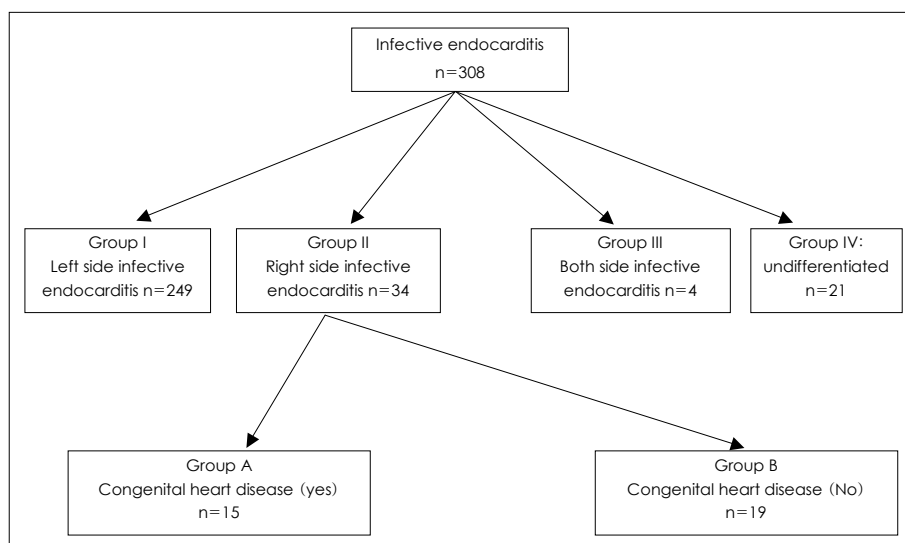 Infective endocarditis
n=308
Group I
Left side infective
endocarditis n=249
Group II
Right side infective
endocarditis n=34
Group III
Both side infective
endocarditis n=4
Group IV:
undifferentiated
n=21
Group A
Congenital heart disease (yes)
n=15
Group B
Congenital heart disease (No)
n=19